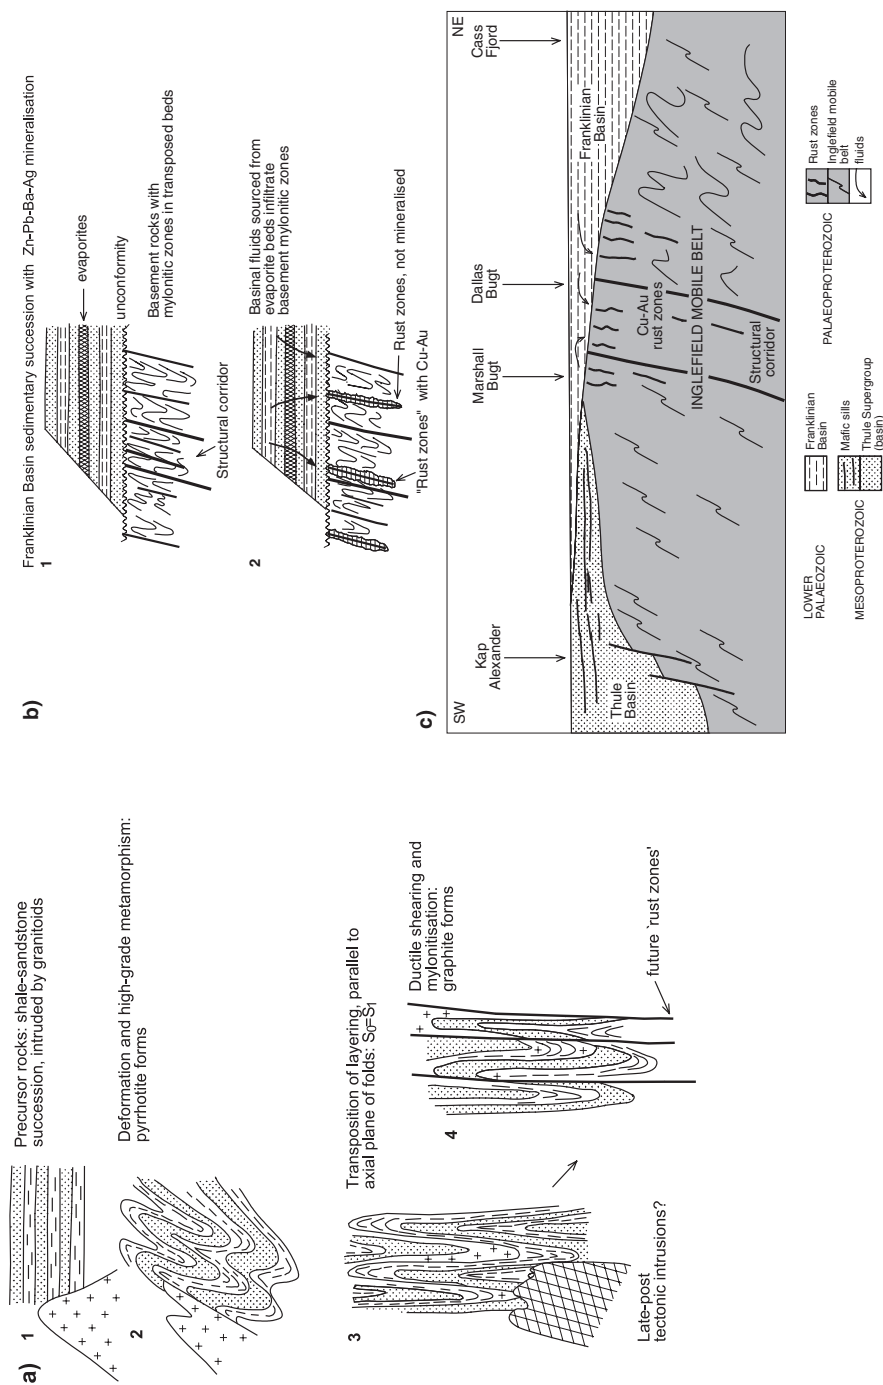 a)
1
Precursor rocks: shale-sandstone
succession, intruded by granitoids
2
Deformation and high-grade metamorphism:
pyrrhotite forms
3
Transposition of layering, parallel to
axial plane of folds: S0=S1
Late-post
tectonic intrusions?
4
Ductile shearing and
mylonitisation:
graphite forms
future 'rust zones'
b)
Franklinian Basin sedimentary succession with Zn-Pb-Ba-Ag mineralisation
1
evaporites
unconformity
Basement rocks with
mylonitic zones in transposed beds
Structural corridor
2
Basinal fluids sourced from
evaporite beds infiltrate
basement mylonitic zones
Rust zones, not mineralised
"Rust zones" with Cu-Au
c)
SW
NE
Kap
Alexander
Marshall
Bugt
Dallas
Bugt
Cass
Fjord
Thule
Basin
Franklinian
Basin
Cu-Au
rust zones
INGLEFIELD MOBILE BELT
Structural
corridor
LOWER
PALAEOZOIC
Franklinian
Basin
MESOPROTEROZOIC
Mafic sills
Thule Supergroup
(basin)
PALAEOPROTEROZOIC
Rust zones
Inglefield mobile
belt
fluids